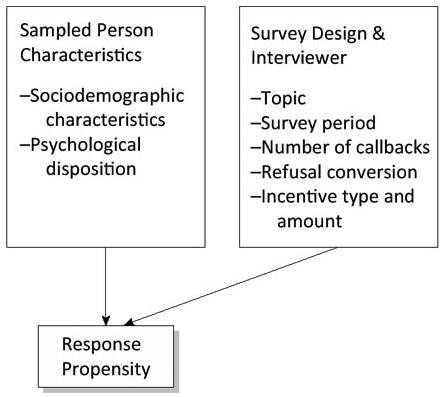 Sampled Person
Characteristics
–Sociodemographic
characteristics
–Psychological
disposition
Survey Design &
Interviewer
–Topic
–Survey period
–Number of callbacks
–Refusal conversion
–Incentive type and
amount
Response
Propensity